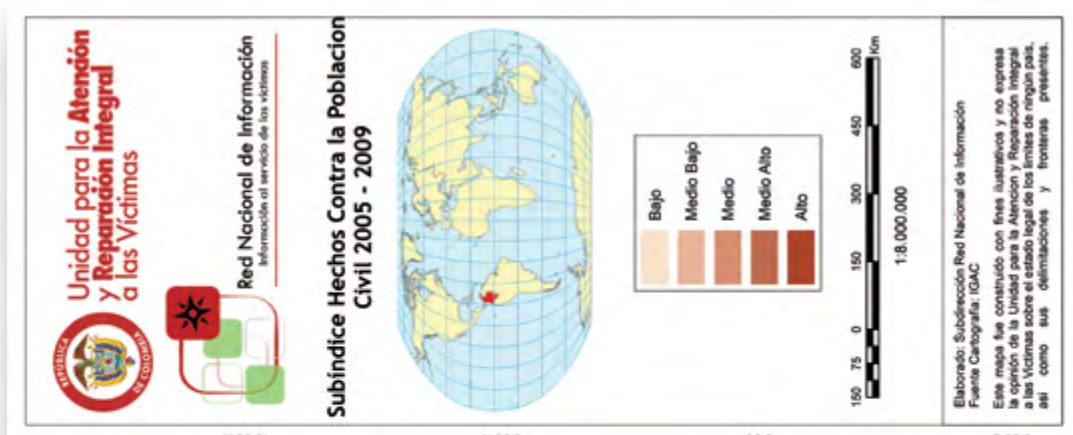 Unidad para la Atención
y Reparación Integral
a las Víctimas
REPÚBLICA
DE COLOMBIA
Red Nacional de Información
Información al servicio de las víctimas
Subindice Hechos Contra la Poblacion
Civil 2005 - 2009
Bajo
Medio Bajo
Medio
Medio Alto
Alto
150 75 0 150 300 450 600
Km
1:8.000.000
Elaborado: Subdirección Red Nacional de Información
Fuente Cartografía: IGAC
Este mapa fue construido con fines ilustrativos y no expresa
la opinión de la Unidad para la Atencion y Reparación Integral
a las Victimas sobre el estado legal de los limites de ningún país,
asi como sus delimitaciones y fronteras presentes.